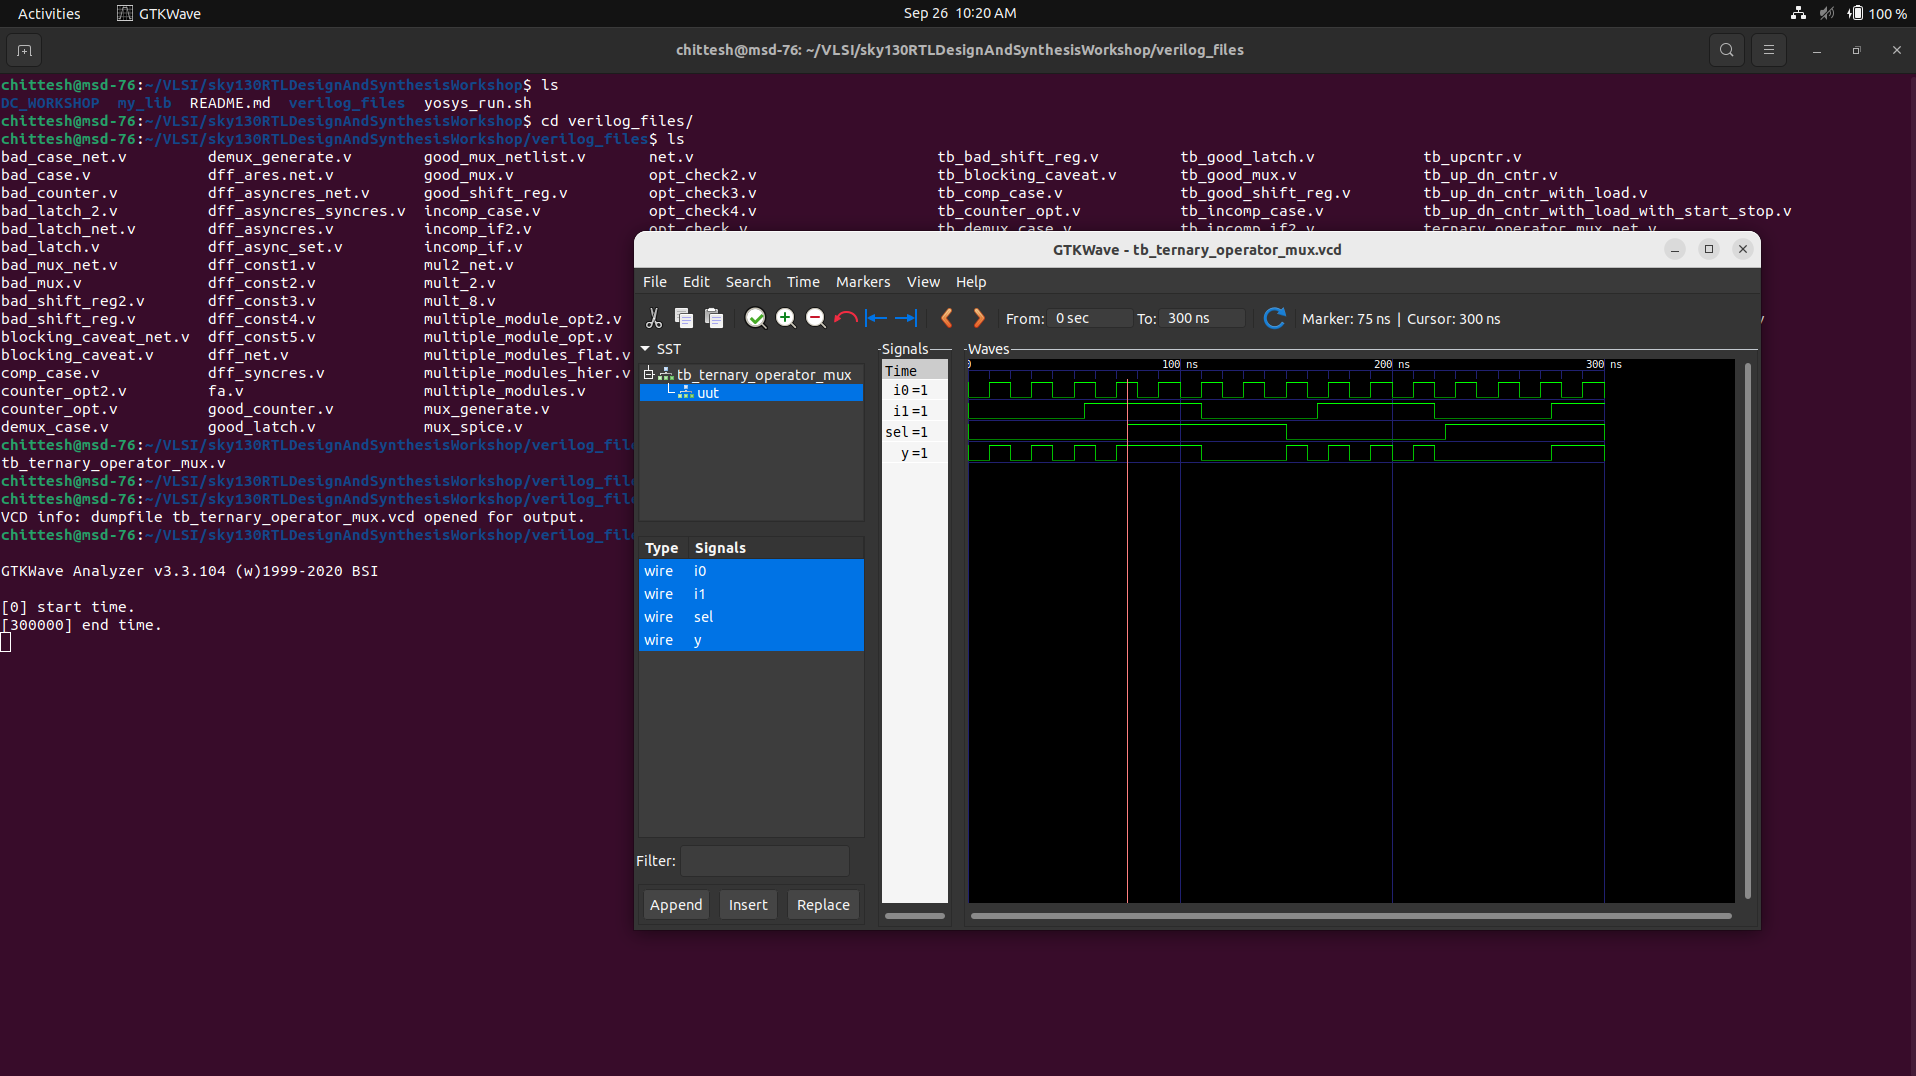 Activities GTKWave Sep 26 10:20 AM 100 %
chittesh@msd-76: ~/VLSI/sky130RTLDesignAndSynthesisWorkshop/verilog_files
chittesh@msd-76:~/VLSI/sky130RTLDesignAndSynthesisWorkshop$ ls
DC_WORKSHOP my_lib README.md verilog_files yosys_run.sh
chittesh@msd-76:~/VLSI/sky130RTLDesignAndSynthesisWorkshop$ cd verilog_files/
chittesh@msd-76:~/VLSI/sky130RTLDesignAndSynthesisWorkshop/verilog_files$ ls
bad_case_net.v demux_generate.v good_mux_netlist.v net.v tb_bad_shift_reg.v tb_good_latch.v tb_upcntr.v
bad_case.v dff_ares.net.v good_mux.v opt_check2.v tb_blocking_caveat.v tb_good_mux.v tb_up_dn_cntr.v
bad_counter.v dff_asyncres_net.v good_shift_reg.v opt_check3.v tb_comp_case.v tb_good_shift_reg.v tb_up_dn_cntr_with_load.v
bad_latch_2.v dff_asyncres_syncres.v incomp_case.v opt_check4.v tb_counter_opt.v tb_incomp_case.v tb_up_dn_cntr_with_load_with_start_stop.v
bad_latch_net.v dff_asyncres.v incomp_if2.v opt_check.v tb_demux_case.v tb_incomp_if2.v ternary_operator_mux_net.v
bad_latch.v dff_async_set.v incomp_if.v
bad_mux_net.v dff_const1.v mul2_net.v
bad_mux.v dff_const2.v mult_2.v
bad_shift_reg2.v dff_const3.v mult_8.v
bad_shift_reg.v dff_const4.v multiple_module_opt2.v
blocking_caveat_net.v dff_const5.v multiple_module_opt.v
blocking_caveat.v dff_net.v multiple_modules_flat.v
comp_case.v dff_syncres.v multiple_modules_hier.v
counter_opt2.v fa.v multiple_modules.v
counter_opt.v good_counter.v mux_generate.v
demux_case.v good_latch.v mux_spice.v
chittesh@msd-76:~/VLSI/sky130RTLDesignAndSynthesisWorkshop/verilog_file
tb_ternary_operator_mux.v
chittesh@msd-76:~/VLSI/sky130RTLDesignAndSynthesisWorkshop/verilog_file
chittesh@msd-76:~/VLSI/sky130RTLDesignAndSynthesisWorkshop/verilog_file
VCD info: dumpfile tb_ternary_operator_mux.vcd opened for output.
chittesh@msd-76:~/VLSI/sky130RTLDesignAndSynthesisWorkshop/verilog_file
GTKWave Analyzer v3.3.104 (w)1999-2020 BSI
[0] start time.
[300000] end time.
GTKWave - tb_ternary_operator_mux.vcd
File Edit Search Time Markers View Help
From: 0 sec To: 300 ns Marker: 75 ns | Cursor: 300 ns
SST
tb_ternary_operator_mux
uut
Type Signals
wire i0
wire i1
wire sel
wire y
Filter:
Append Insert Replace
Signals
Time
i0 =1
i1 =1
sel =1
y =1
Waves
0 100 ns 200 ns 300 ns